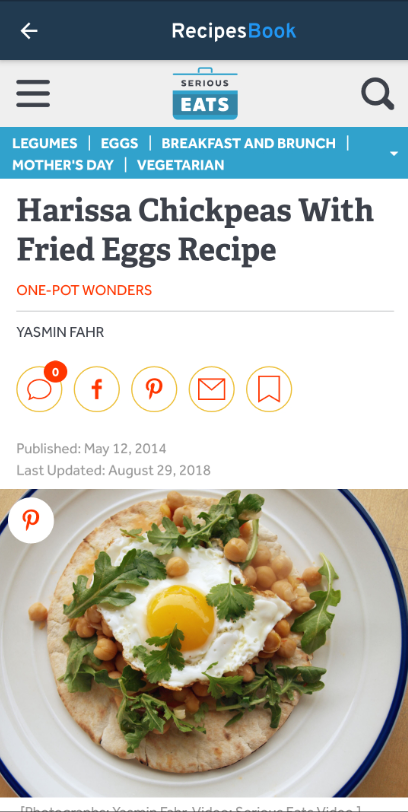 RecipesBook
SERIOUS
EATS
LEGUMES | EGGS | BREAKFAST AND BRUNCH |
MOTHER'S DAY | VEGETARIAN
Harissa Chickpeas With
Fried Eggs Recipe
ONE-POT WONDERS
YASMIN FAHR
0
Published: May 12, 2014
Last Updated: August 29, 2018
[Photographs: Yasmin Fahr. Video: Serious Eats Video.]